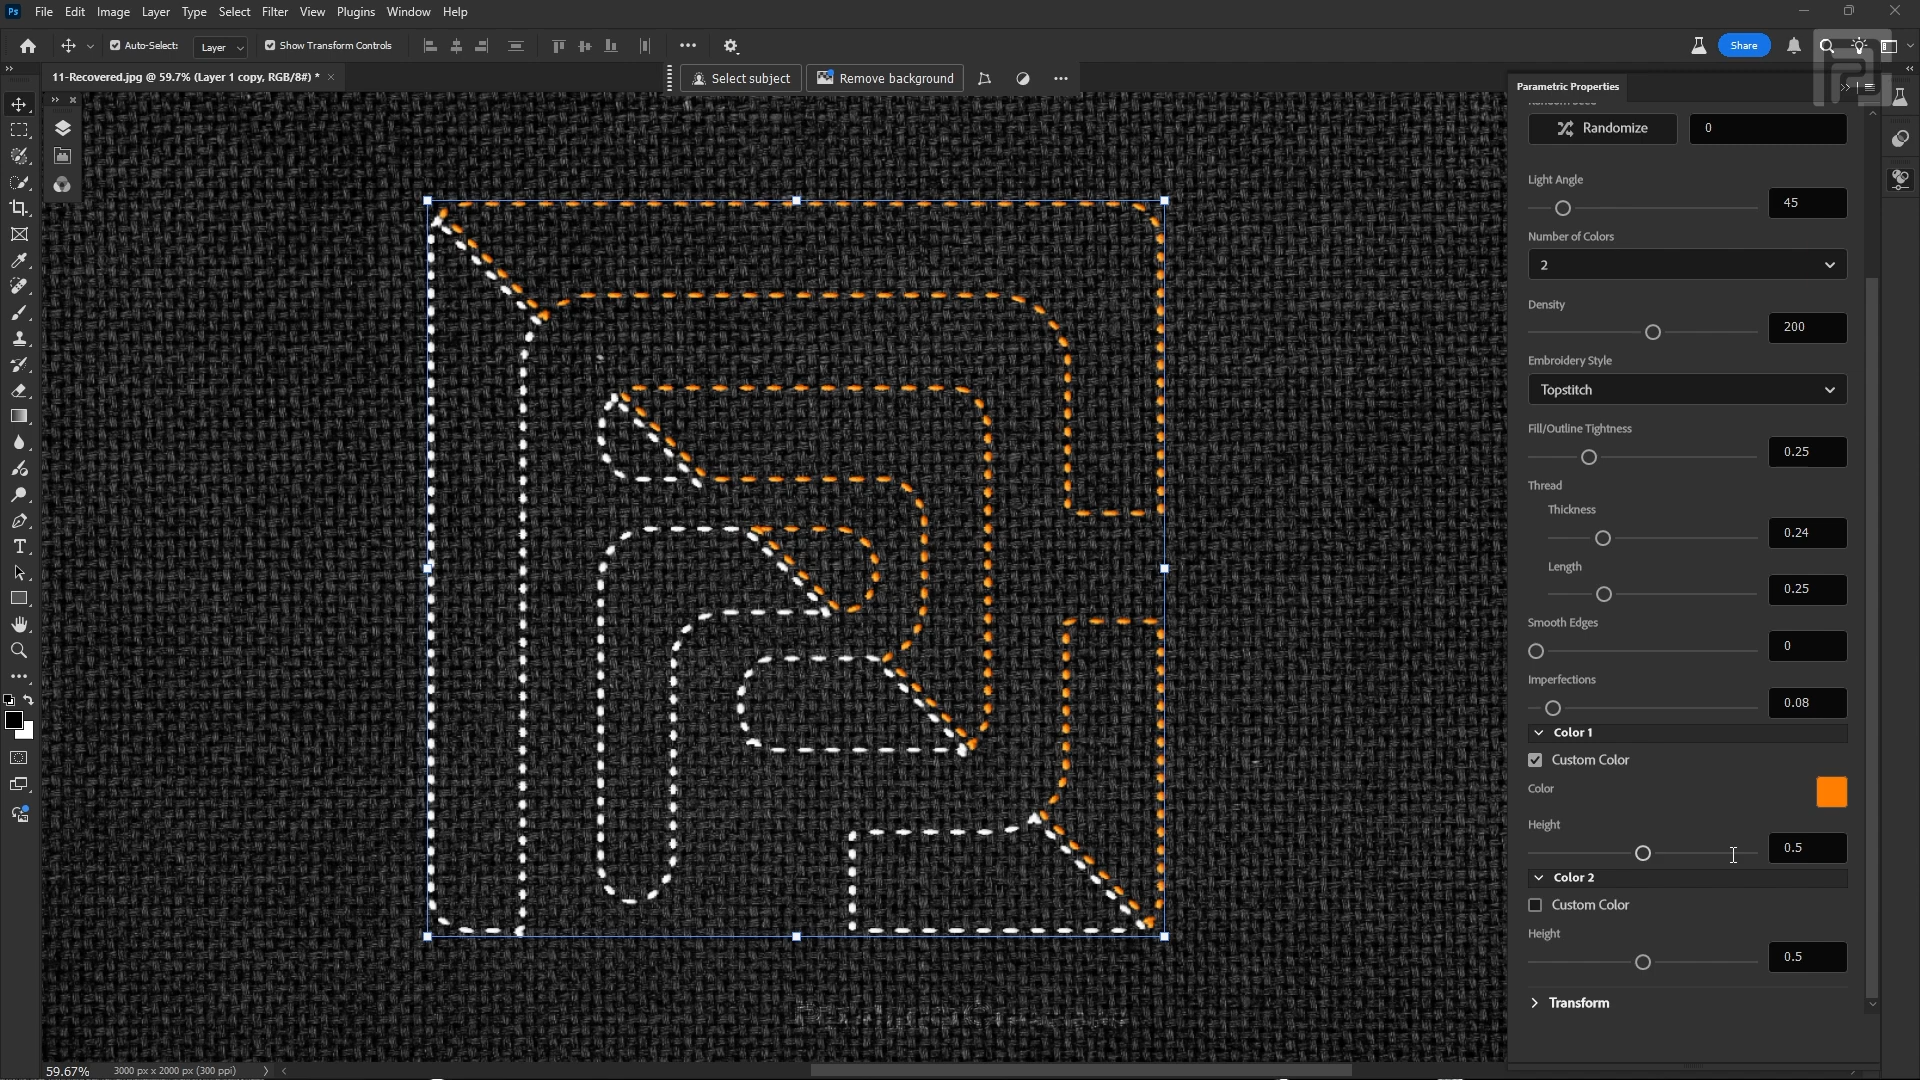 Ps File Edit Image Layer Type Select Filter View Plugins Window Help
Auto-Select: Layer Show Transform Controls Share
11-Recovered.jpg @ 59.7% (Layer 1 copy, RGB/8#) * ×
Select subject Remove background
Parametric Properties
Random Seed
Randomize 0
Light Angle
45
Number of Colors
2
Density
200
Embroidery Style
Topstitch
Fill/Outline Tightness
0.25
Thread
Thickness
0.24
Length
0.25
Smooth Edges
0
Imperfections
0.08
Color 1
Custom Color
Color
Height
0.5
Color 2
Custom Color
Height
0.5
Transform
59.67% 3000 px x 2000 px (300 ppi)